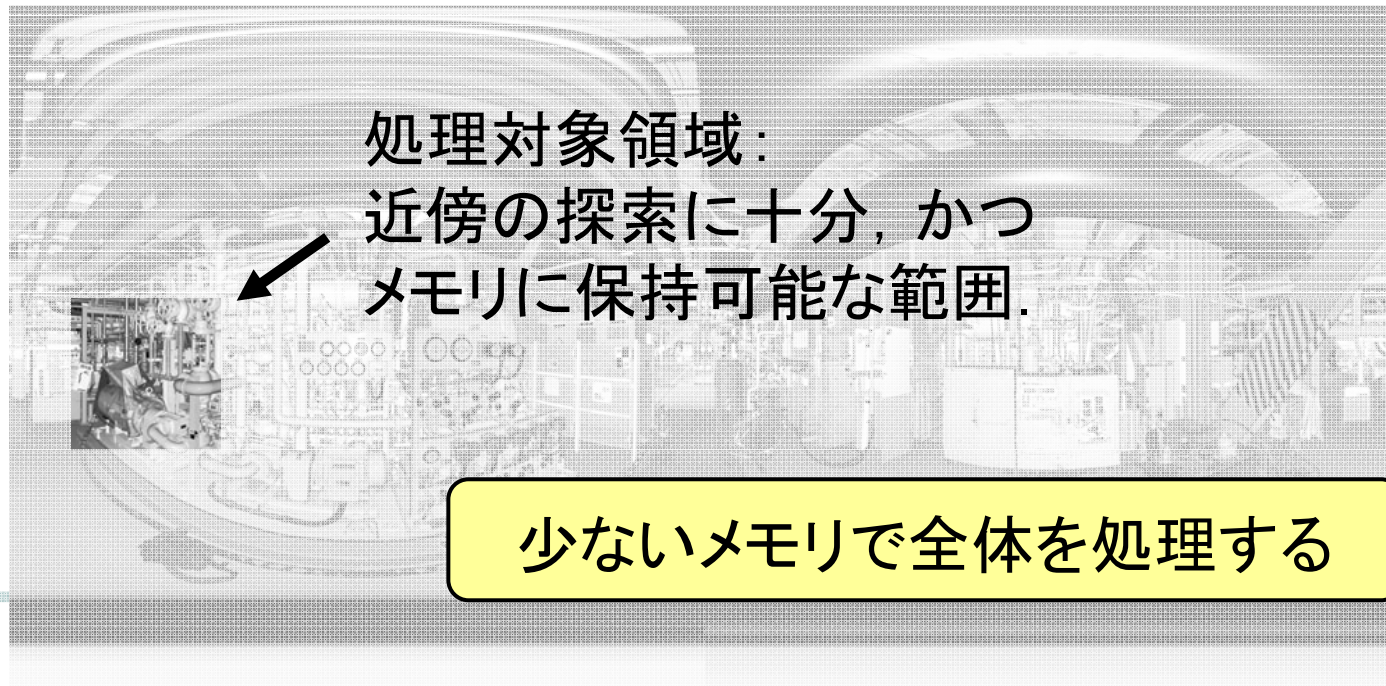 処理対象領域:
近傍の探索に十分, かつ
メモリに保持可能な範囲.
少ないメモリで全体を処理する